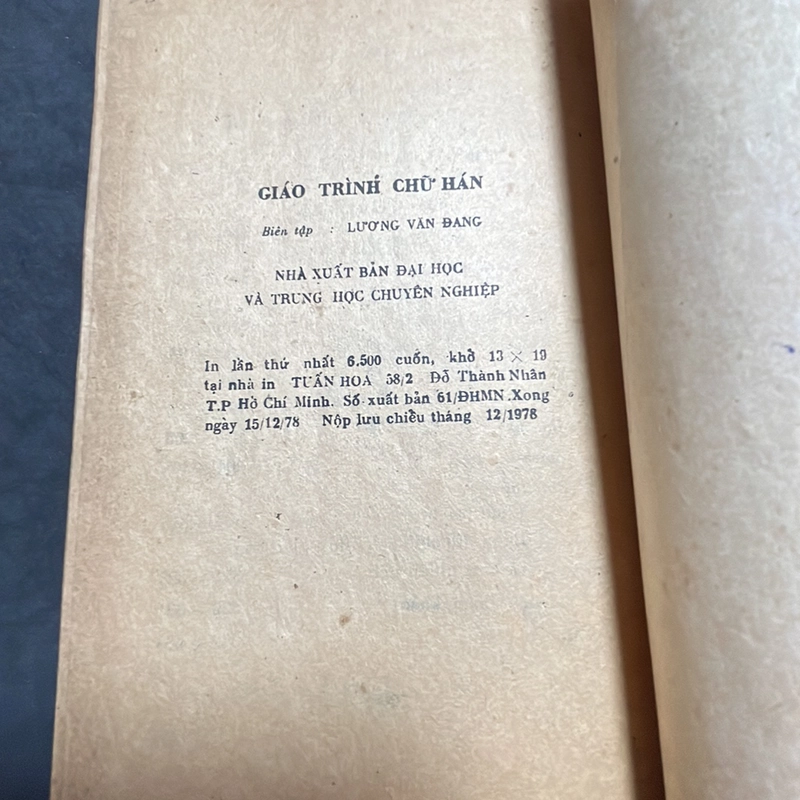 GIÁO TRÌNH CHỮ HÁN
Biên tập : LƯƠNG VĂN ĐANG
NHÀ XUẤT BẢN ĐẠI HỌC
VÀ TRUNG HỌC CHUYÊN NGHIỆP
In lần thứ nhất 6.500 cuốn, khổ 13 × 19
tại nhà in TUẤN HOA 58/2 Đỗ Thành Nhân
T.P Hồ Chí Minh. Số xuất bản 61/ĐHMN.Xong
ngày 15/12/78 Nộp lưu chiều tháng 12/1978